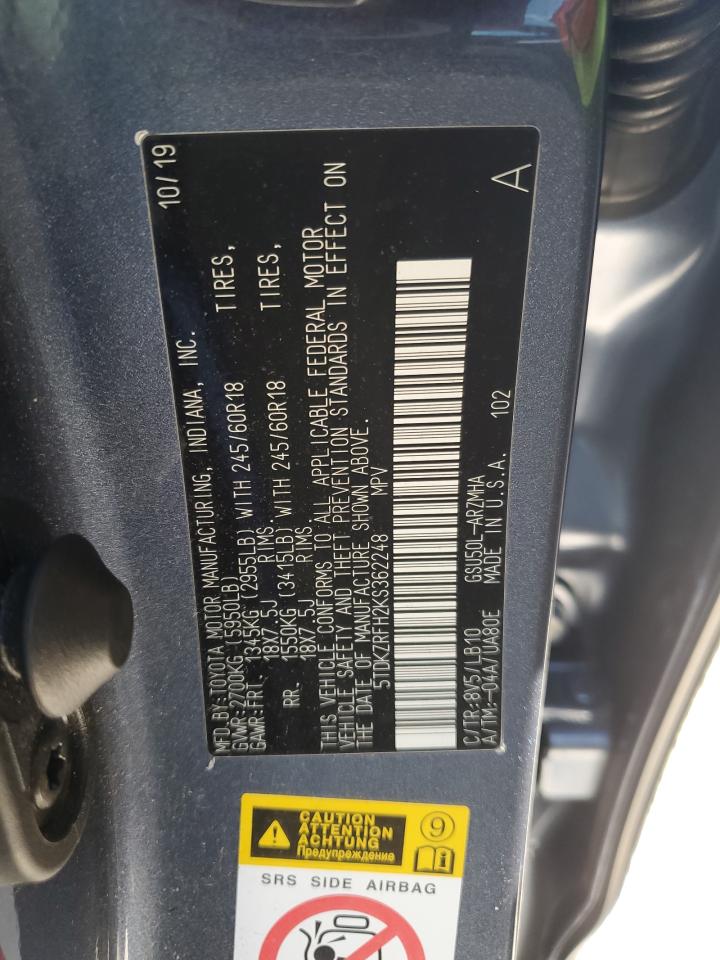 10/19
MFD.BY:TOYOTA MOTOR MANUFACTURING, INDIANA, INC.
GVWR:2700KG (5950LB)
GAWR:FRT. 1345KG (2955LB) WITH 245/60R18 TIRES,
18X7.5J RIMS.
RR. 1550KG (3415LB) WITH 245/60R18 TIRES,
18X7.5J RIMS.
THIS VEHICLE CONFORMS TO ALL APPLICABLE FEDERAL MOTOR
VEHICLE SAFETY AND THEFT PREVENTION STANDARDS IN EFFECT ON
THE DATE OF MANUFACTURE SHOWN ABOVE.
5TDKZRFH2KS362248 MPV
C/TR:8V5/LB10 GSU50L-ARZMHA
A/TM:-04A/UA80E MADE IN U.S.A. 102
A
CAUTION
ATTENTION
ACHTUNG
Предупреждение
9
i
SRS SIDE AIRBAG